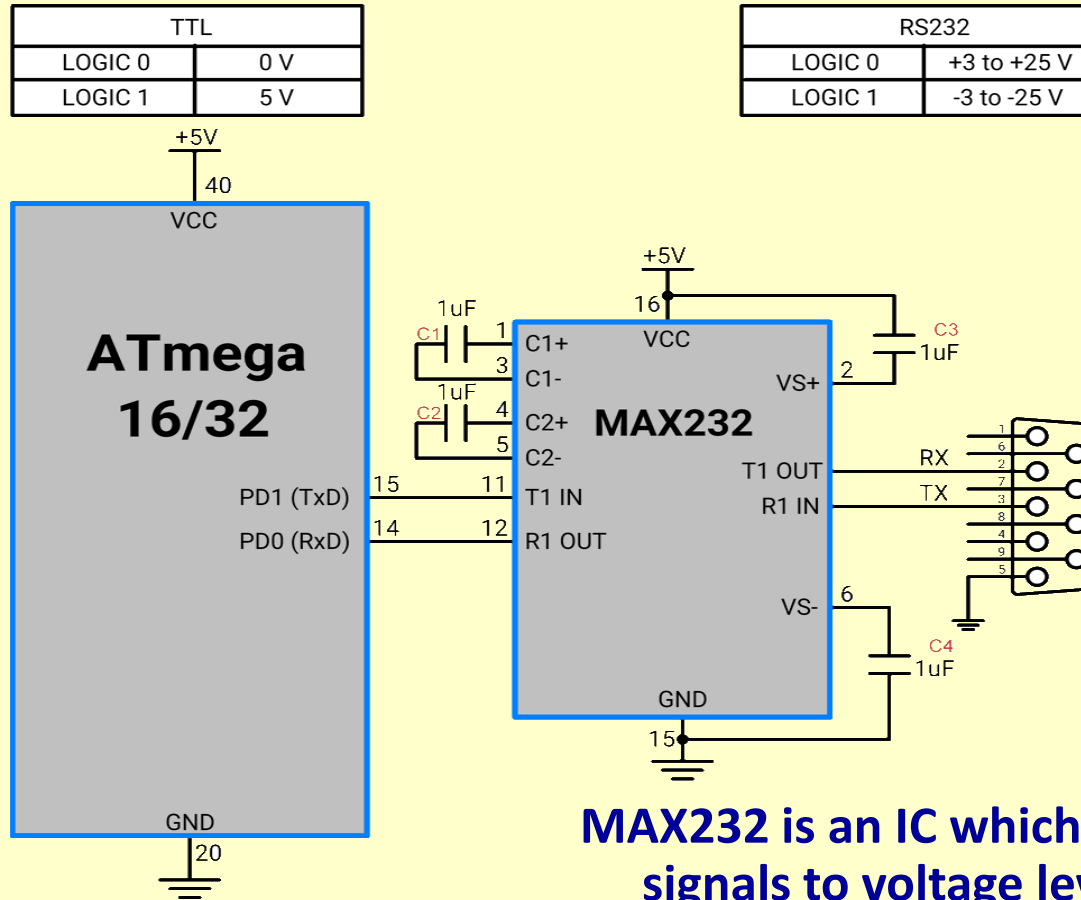 TTL
LOGIC 0 0 V
LOGIC 1 5 V
RS232
LOGIC 0 +3 to +25 V
LOGIC 1 -3 to -25 V
+5V
40
VCC
ATmega
16/32
PD1 (TxD)
15
PD0 (RxD)
14
GND
20
+5V
16
VCC
1uF
C1
1
C1+
3
C1-
1uF
C2
4
C2+
5
C2-
MAX232
11
T1 IN
12
R1 OUT
VS+
2
C3
1uF
T1 OUT
RX
R1 IN
TX
VS-
6
C4
1uF
GND
15
1
6
2
7
3
8
4
9
5
MAX232 is an IC which
signals to voltage